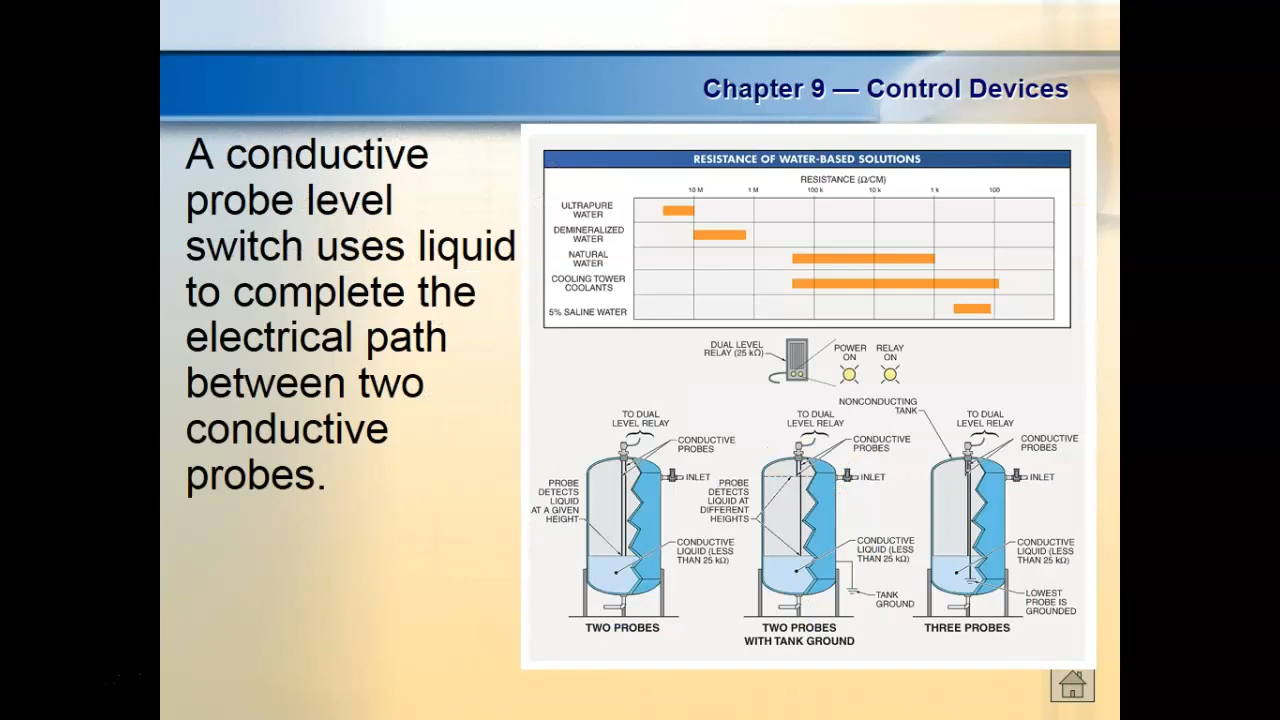 Chapter 9 — Control Devices
A conductive
probe level
switch uses liquid
to complete the
electrical path
between two
conductive
probes.
RESISTANCE OF WATER-BASED SOLUTIONS
RESISTANCE (Ω/CM)
10 M 1 M 100 k 10 k 1 k 100
ULTRAPURE
WATER
DEMINERALIZED
WATER
NATURAL
WATER
COOLING TOWER
COOLANTS
5% SALINE WATER
DUAL LEVEL
RELAY (25 kΩ)
POWER
ON
RELAY
ON
NONCONDUCTING
TANK
TO DUAL
LEVEL RELAY
CONDUCTIVE
PROBES
INLET
PROBE
DETECTS
LIQUID
AT A GIVEN
HEIGHT
CONDUCTIVE
LIQUID (LESS
THAN 25 kΩ)
TWO PROBES
TO DUAL
LEVEL RELAY
CONDUCTIVE
PROBES
INLET
PROBE
DETECTS
LIQUID AT
DIFFERENT
HEIGHTS
CONDUCTIVE
LIQUID (LESS
THAN 25 kΩ)
TANK
GROUND
TWO PROBES
WITH TANK GROUND
TO DUAL
LEVEL RELAY
CONDUCTIVE
PROBES
INLET
CONDUCTIVE
LIQUID (LESS
THAN 25 kΩ)
LOWEST
PROBE IS
GROUNDED
THREE PROBES